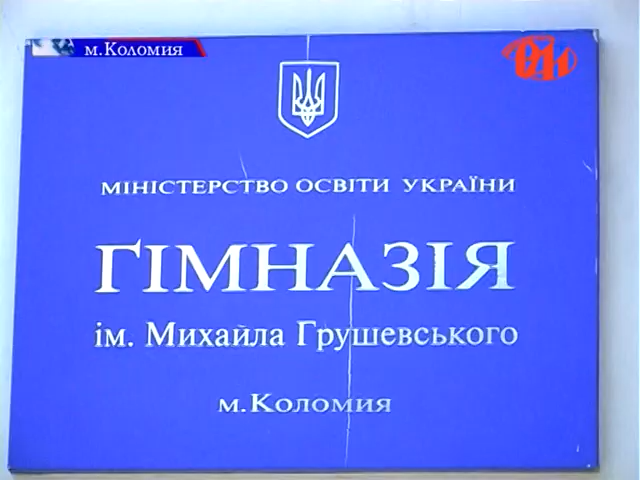 м. Коломия
МІНІСТЕРСТВО ОСВІТИ УКРАЇНИ
ГІМНАЗІЯ
ім. Михайла Грушевського
м. Коломия